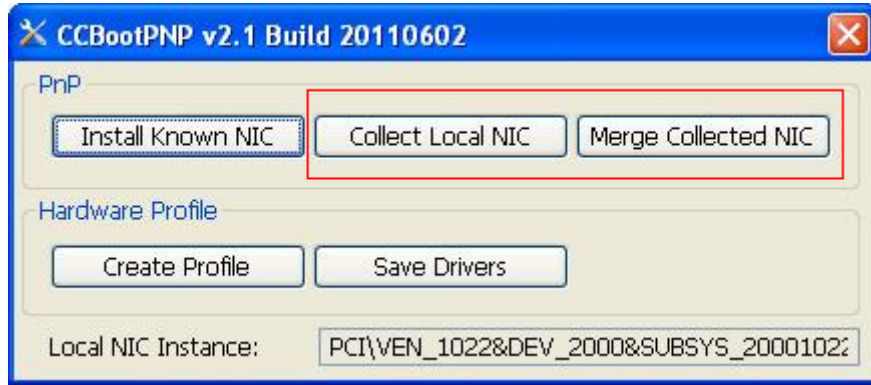 CCBootPNP v2.1 Build 20110602
PnP
Install Known NIC Collect Local NIC Merge Collected NIC
Hardware Profile
Create Profile Save Drivers
Local NIC Instance: PCI\VEN_1022&DEV_2000&SUBSYS_20001022